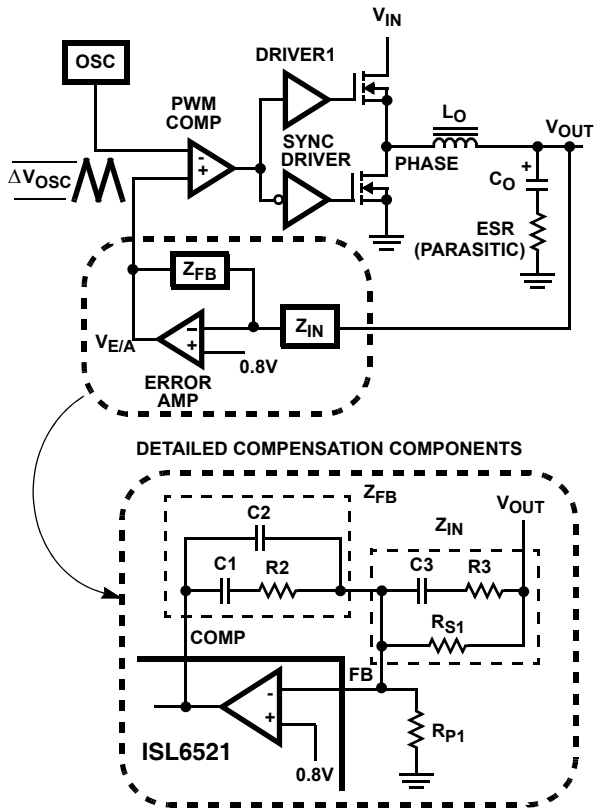 OSC
DRIVER1
VIN
PWM
COMP
LO
VOUT
SYNC
DRIVER
-
+
PHASE
ΔVOSC
+
CO
ESR
(PARASITIC)
ZFB
VE/A
-
+
ZIN
0.8V
ERROR
AMP
DETAILED COMPENSATION COMPONENTS
ZFB
VOUT
C2
ZIN
C1
R2
C3
R3
RS1
COMP
FB
-
+
RP1
ISL6521
0.8V